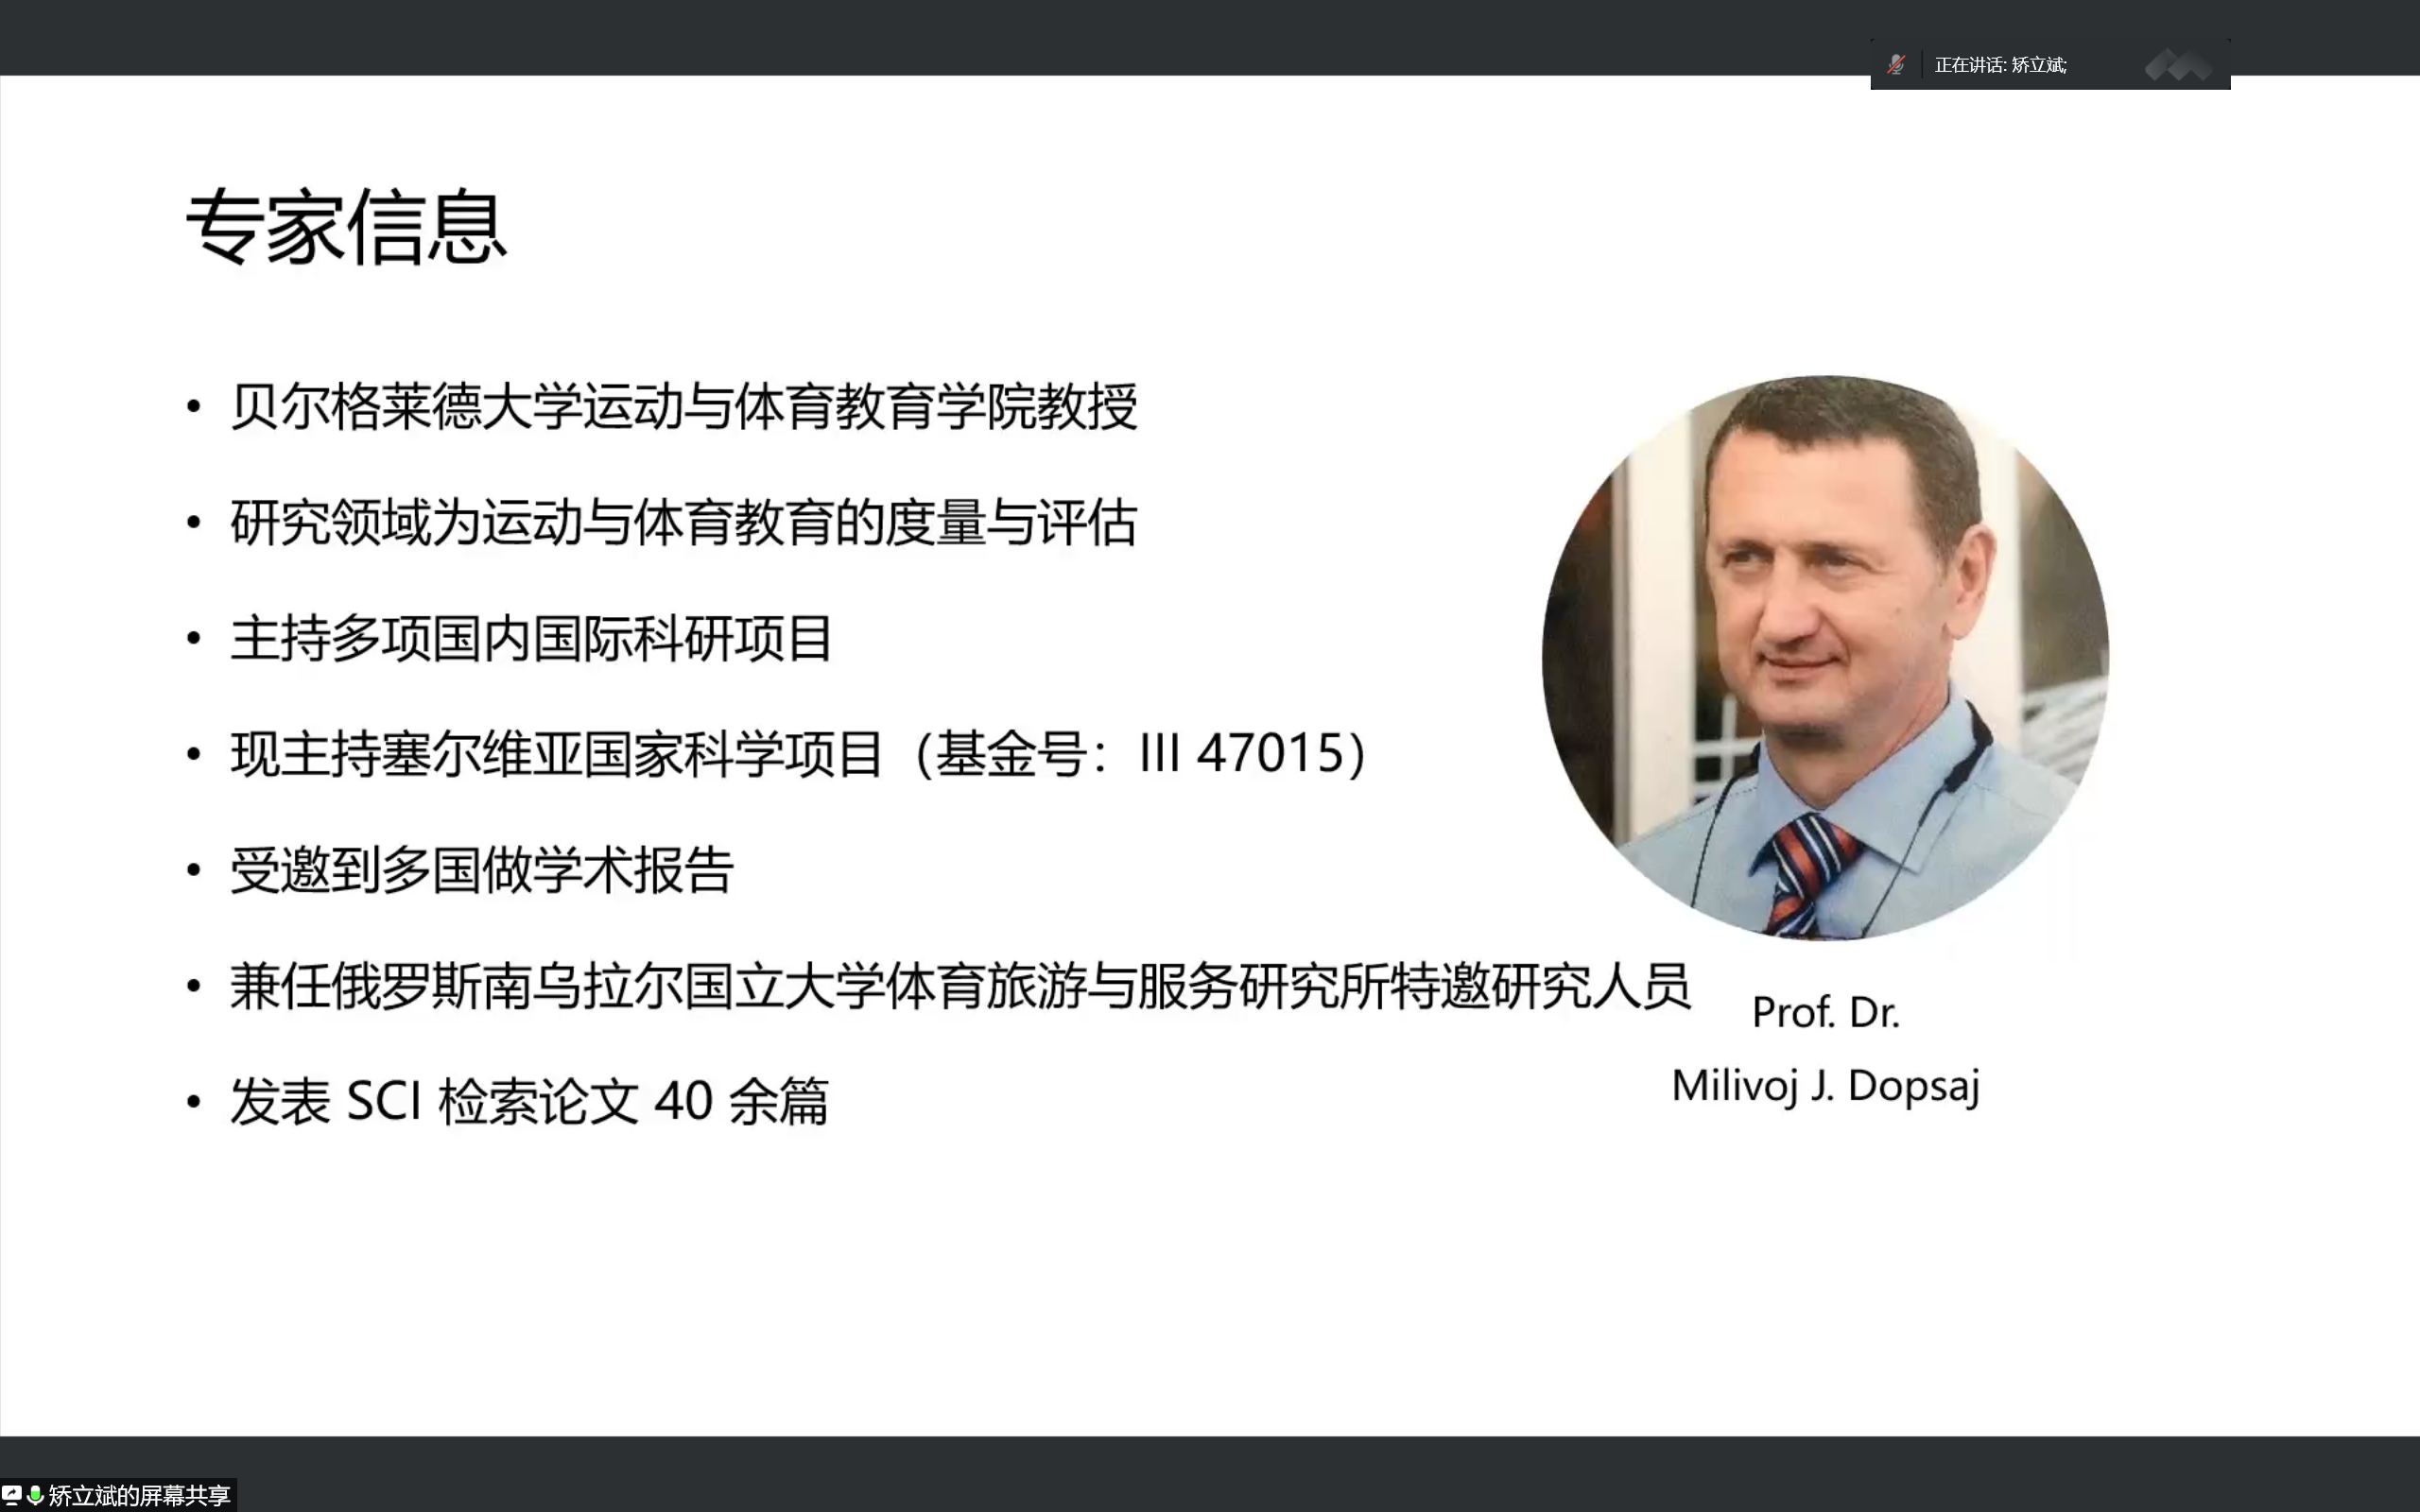 正在讲话: 矫立斌;
专家信息
• 贝尔格莱德大学运动与体育教育学院教授
• 研究领域为运动与体育教育的度量与评估
• 主持多项国内国际科研项目
• 现主持塞尔维亚国家科学项目（基金号：III 47015）
• 受邀到多国做学术报告
• 兼任俄罗斯南乌拉尔国立大学体育旅游与服务研究所特邀研究人员
• 发表 SCI 检索论文 40 余篇
Prof. Dr.
Milivoj J. Dopsaj
矫立斌的屏幕共享